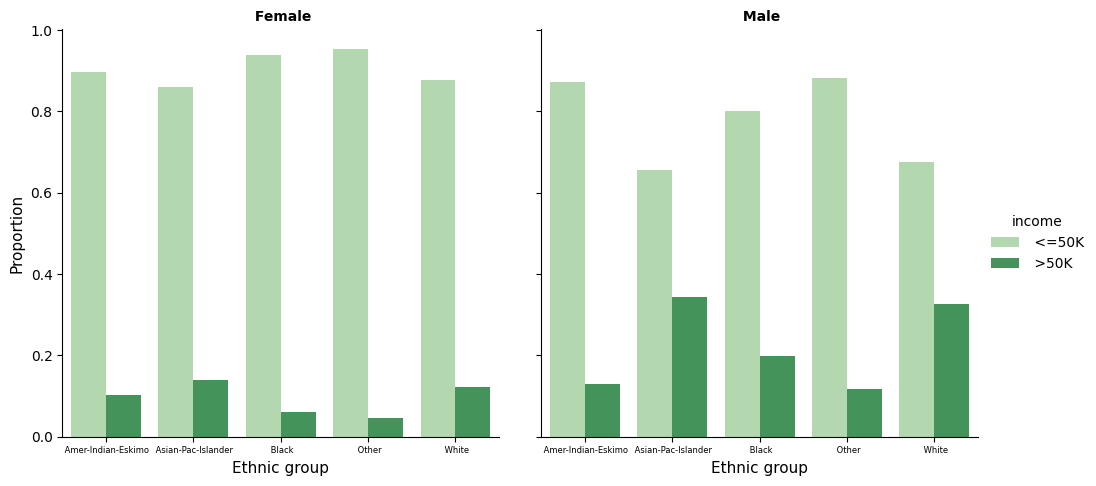 Female
Male
1.0
0.8
0.6
0.4
0.2
0.0
Proportion
Amer-Indian-Eskimo Asian-Pac-Islander Black Other White
Ethnic group
Amer-Indian-Eskimo Asian-Pac-Islander Black Other White
Ethnic group
income
<=50K
>50K